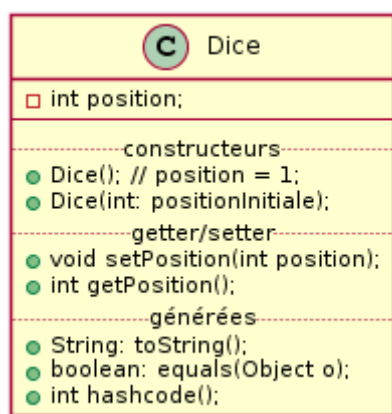 C Dice
int position;
constructeurs
Dice(); // position = 1;
Dice(int: positionInitiale);
getter/setter
void setPosition(int position);
int getPosition();
générées
String: toString();
boolean: equals(Object o);
int hashcode();